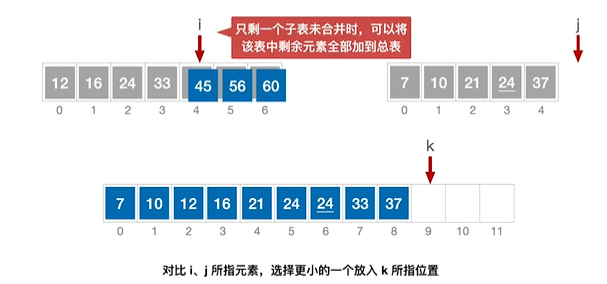 i
只剩一个子表未合并时，可以将
该表中剩余元素全部加到总表
j
12 16 24 33 45 56 60
0 1 2 3 4 5 6
7 10 21 24 37
0 1 2 3 4
k
7 10 12 16 21 24 24 33 37
0 1 2 3 4 5 6 7 8 9 10 11
对比 i、j 所指元素，选择更小的一个放入 k 所指位置